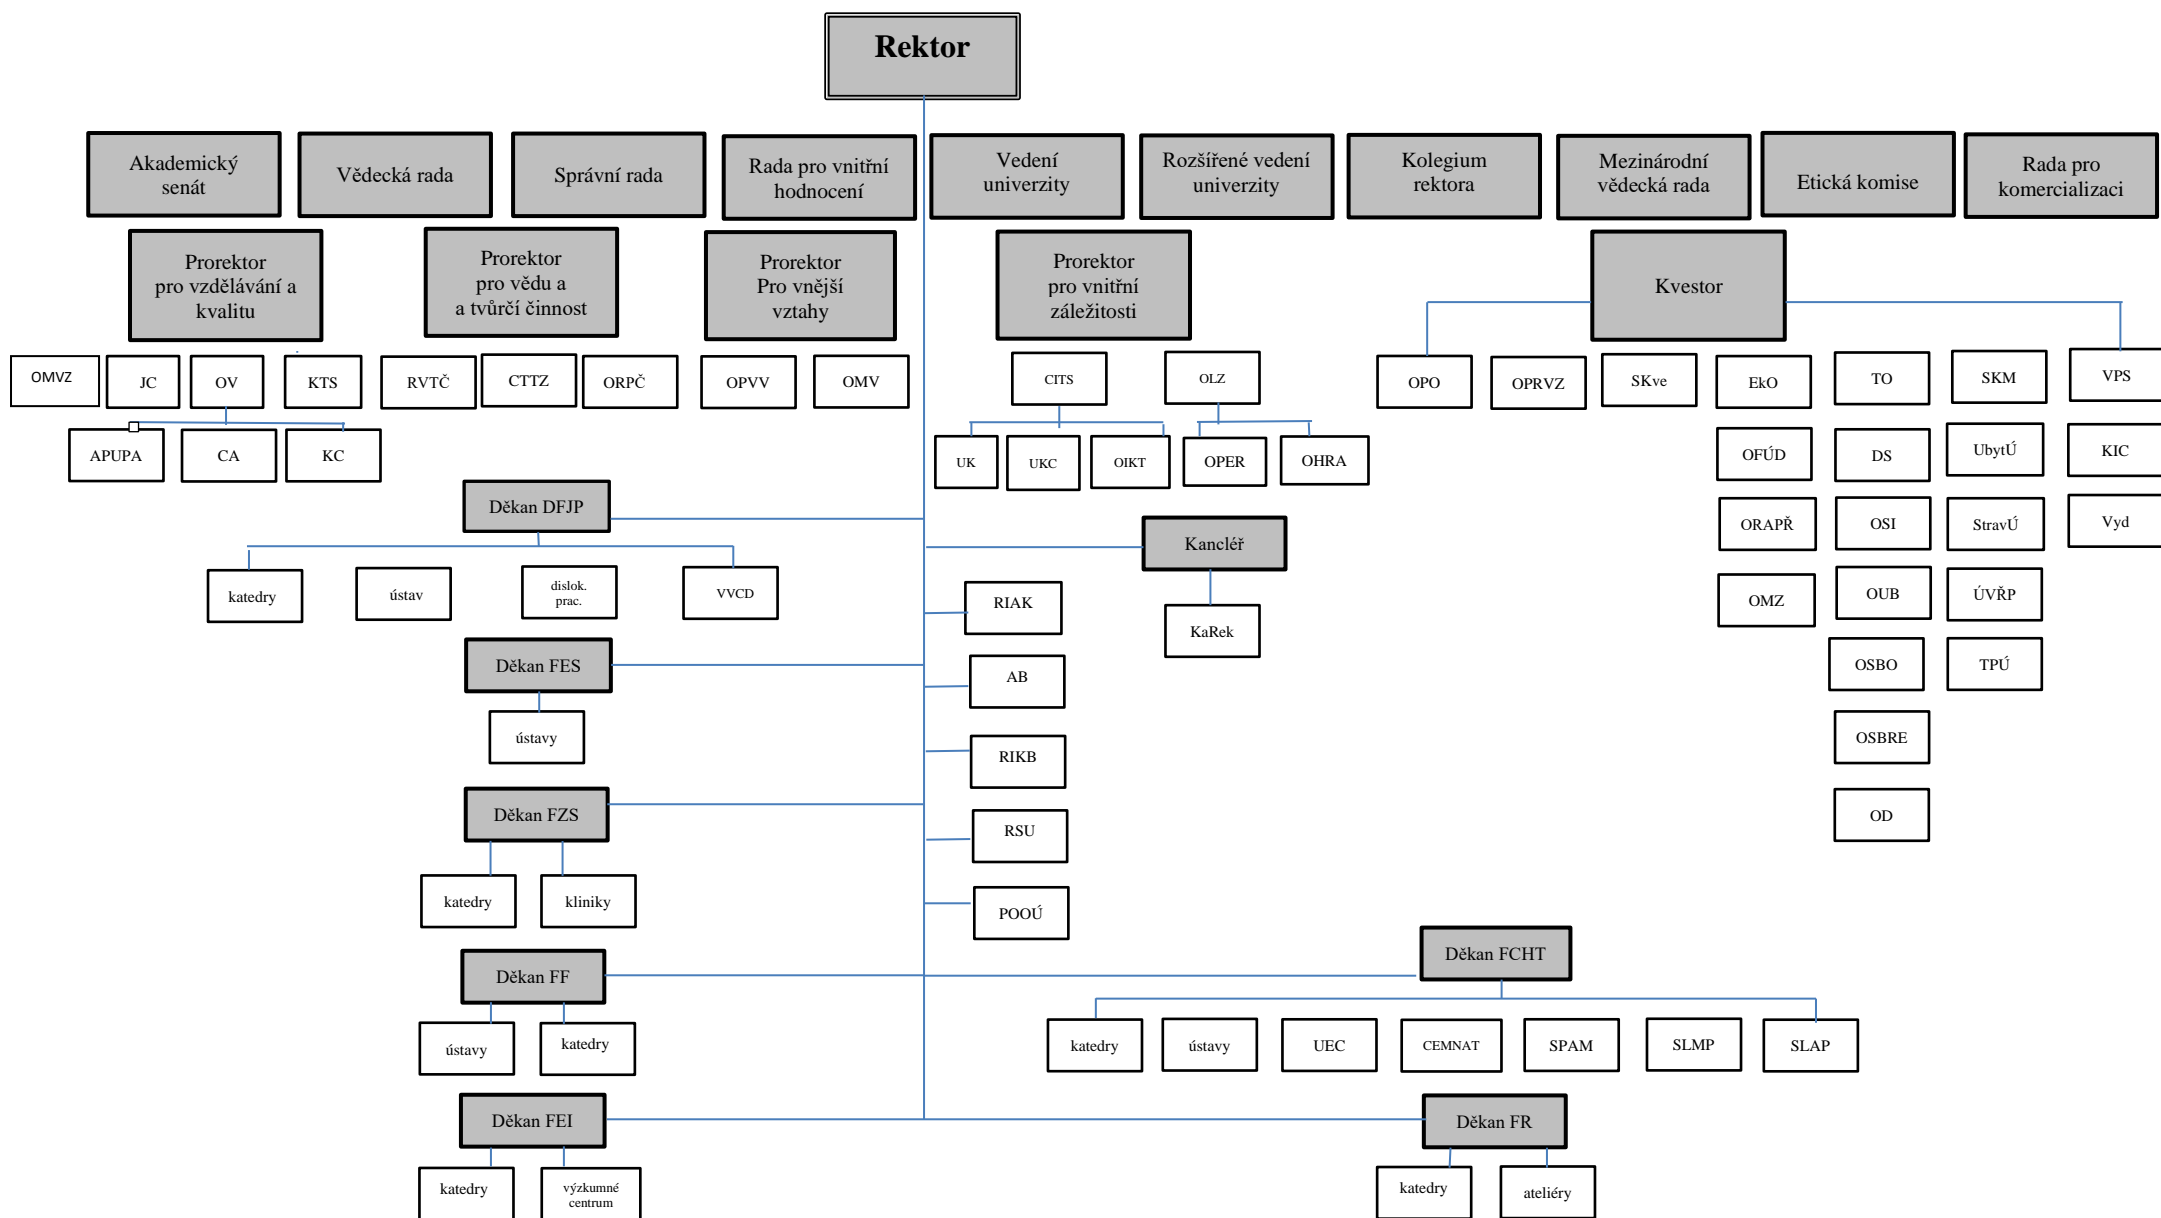 Rektor
Akademický
senát
Vědecká rada
Správní rada
Rada pro vnitřní
hodnocení
Vedení
univerzity
Rozšířené vedení
univerzity
Kolegium
rektora
Mezinárodní
vědecká rada
Etická komise
Rada pro
komercializaci
Prorektor
pro vzdělávání a
kvalitu
Prorektor
pro vědu a
a tvůrčí činnost
Prorektor
Pro vnější
vztahy
Prorektor
pro vnitřní
záležitosti
Kvestor
OMVZ
JC
OV
KTS
RVTČ
CTTZ
ORPČ
OPVV
OMV
CITS
OLZ
OPO
OPRVZ
SKve
EkO
TO
SKM
VPS
APUPA
CA
KC
UK
UKC
OIKT
OPER
OHRA
OFÚD
DS
UbytÚ
KIC
Děkan DFJP
ORAPŘ
OSI
StravÚ
Vyd
Kancléř
katedry
ústav
dislok.
prac.
VVCD
RIAK
KaRek
OMZ
OUB
ÚVŘP
Děkan FES
AB
OSBO
TPÚ
ústavy
RIKB
OSBRE
Děkan FZS
RSU
OD
katedry
kliniky
POOÚ
Děkan FF
Děkan FCHT
ústavy
katedry
katedry
ústavy
UEC
CEMNAT
SPAM
SLMP
SLAP
Děkan FEI
Děkan FR
katedry
výzkumné
centrum
katedry
ateliéry